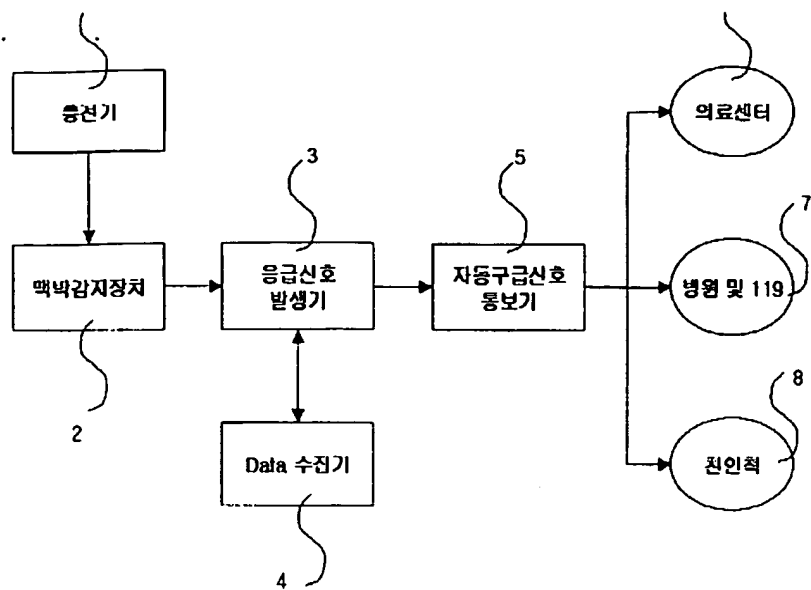 충전기
의료센터
3
5
7
맥박감지장치
응급신호
발생기
자동구급신호
통보기
병원 및 119
2
8
Data 수진기
친인척
4